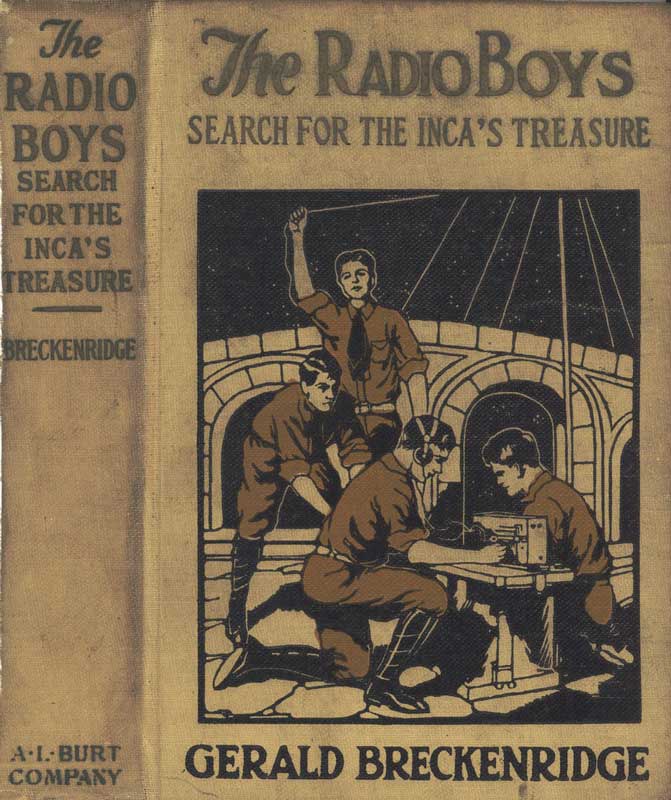 The
RADIO
BOYS
SEARCH
FOR THE
INCA'S
TREASURE
BRECKENRIDGE
A·L·BURT
COMPANY
The RADIO BOYS
SEARCH FOR THE INCA'S TREASURE
GERALD BRECKENRIDGE